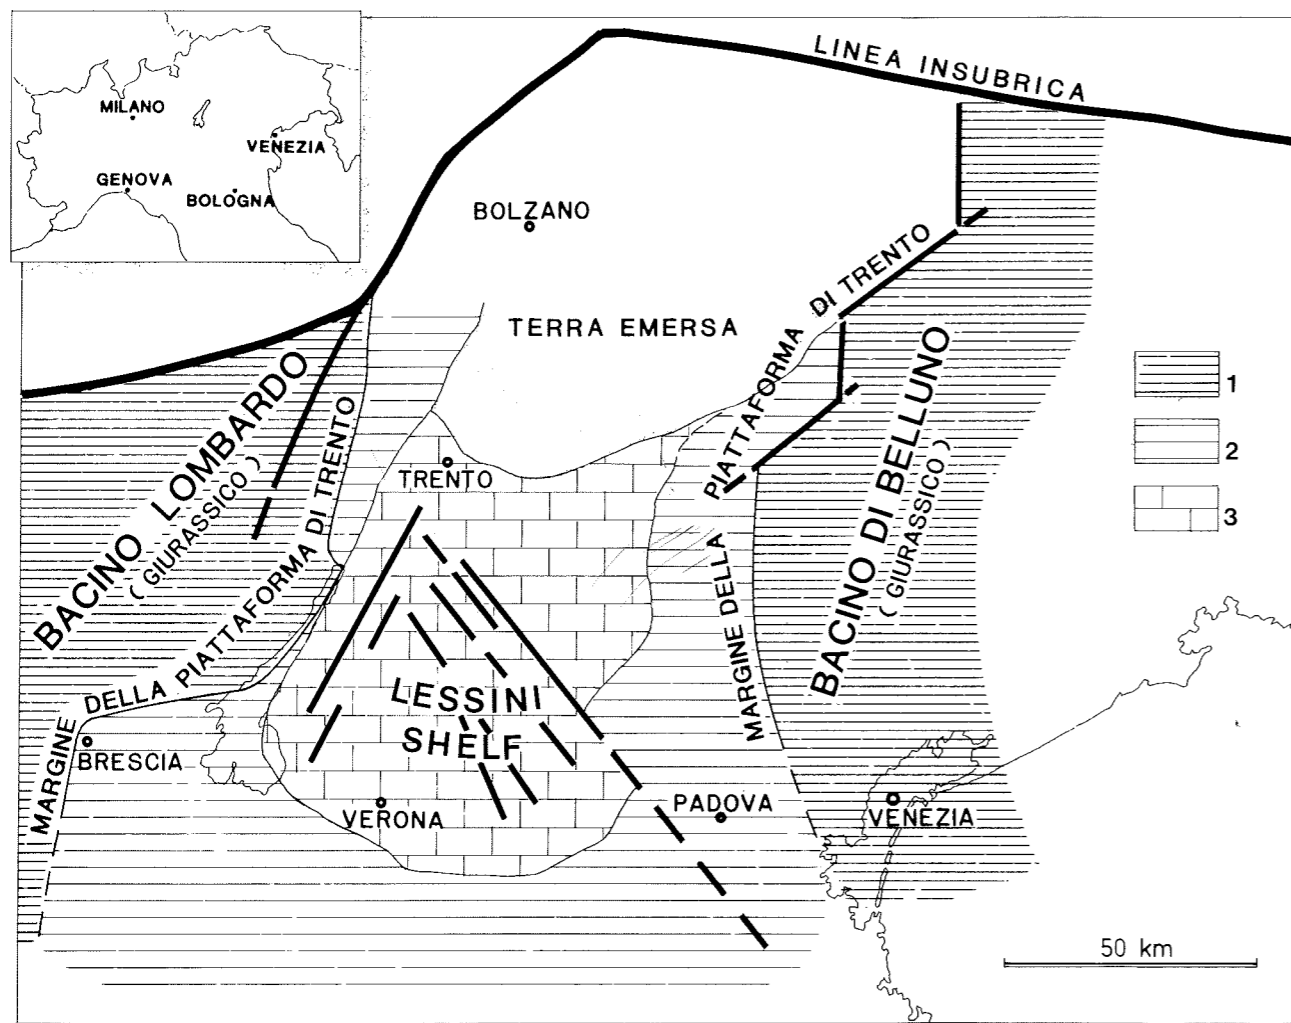 MILANO
VENEZIA
GENOVA
BOLOGNA
LINEA INSUBRICA
BOLZANO
TERRA EMERSA
MARGINE DELLA PIATTAFORMA DI TRENTO
BACINO LOMBARDO
( GIURASSICO )
MARGINE DELLA PIATTAFORMA DI TRENTO
BACINO DI BELLUNO
( GIURASSICO )
TRENTO
LESSINI
SHELF
BRESCIA
VERONA
PADOVA
VENEZIA
1
2
3
50 km